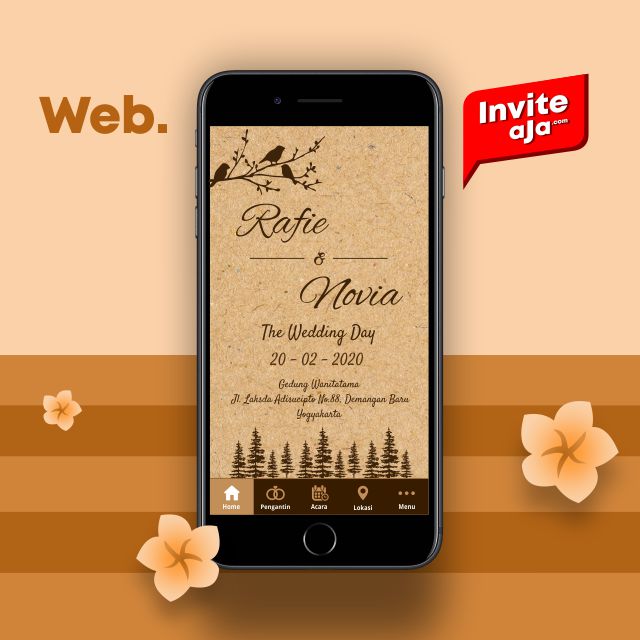 Web.
Invite
aja.com
Rafie
&
Novia
The Wedding Day
20 - 02 - 2020
Gedung Wanitatama
Jl. Laksda Adisucipto No.88, Demangan Baru
Yogyakarta
Home Pengantin Acara Lokasi Menu